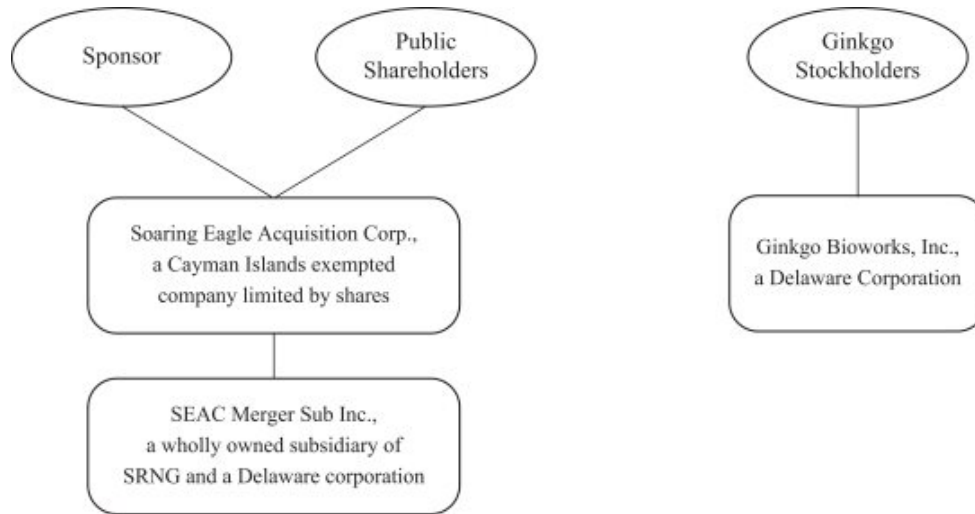 Sponsor
Public
Shareholders
Ginkgo
Stockholders
Soaring Eagle Acquisition Corp.,
a Cayman Islands exempted
company limited by shares
Ginkgo Bioworks, Inc.,
a Delaware Corporation
SEAC Merger Sub Inc.,
a wholly owned subsidiary of
SRNG and a Delaware corporation